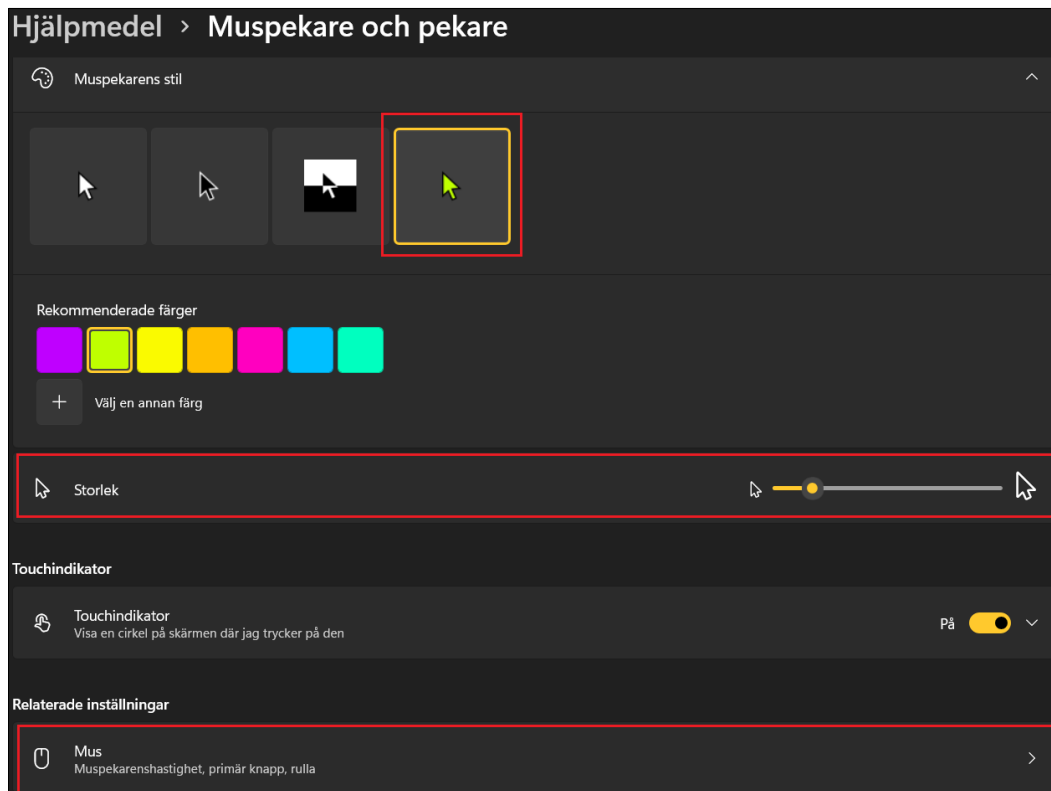 Hjälpmedel > Muspekare och pekare
Muspekarens stil
Rekommenderade färger
Välj en annan färg
Storlek
Touchindikator
Touchindikator
Visa en cirkel på skärmen där jag trycker på den
På
Relaterade inställningar
Mus
Muspekarenshastighet, primär knapp, rulla